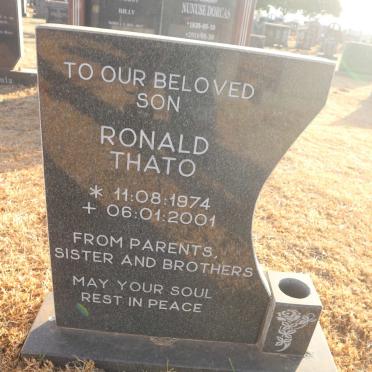 BILLY
NUNUSE DORCAS
TO OUR BELOVED
SON
RONALD
THATO
* 11:08:1974
+ 06:01:2001
FROM PARENTS,
SISTER AND BROTHERS
MAY YOUR SOUL
REST IN PEACE